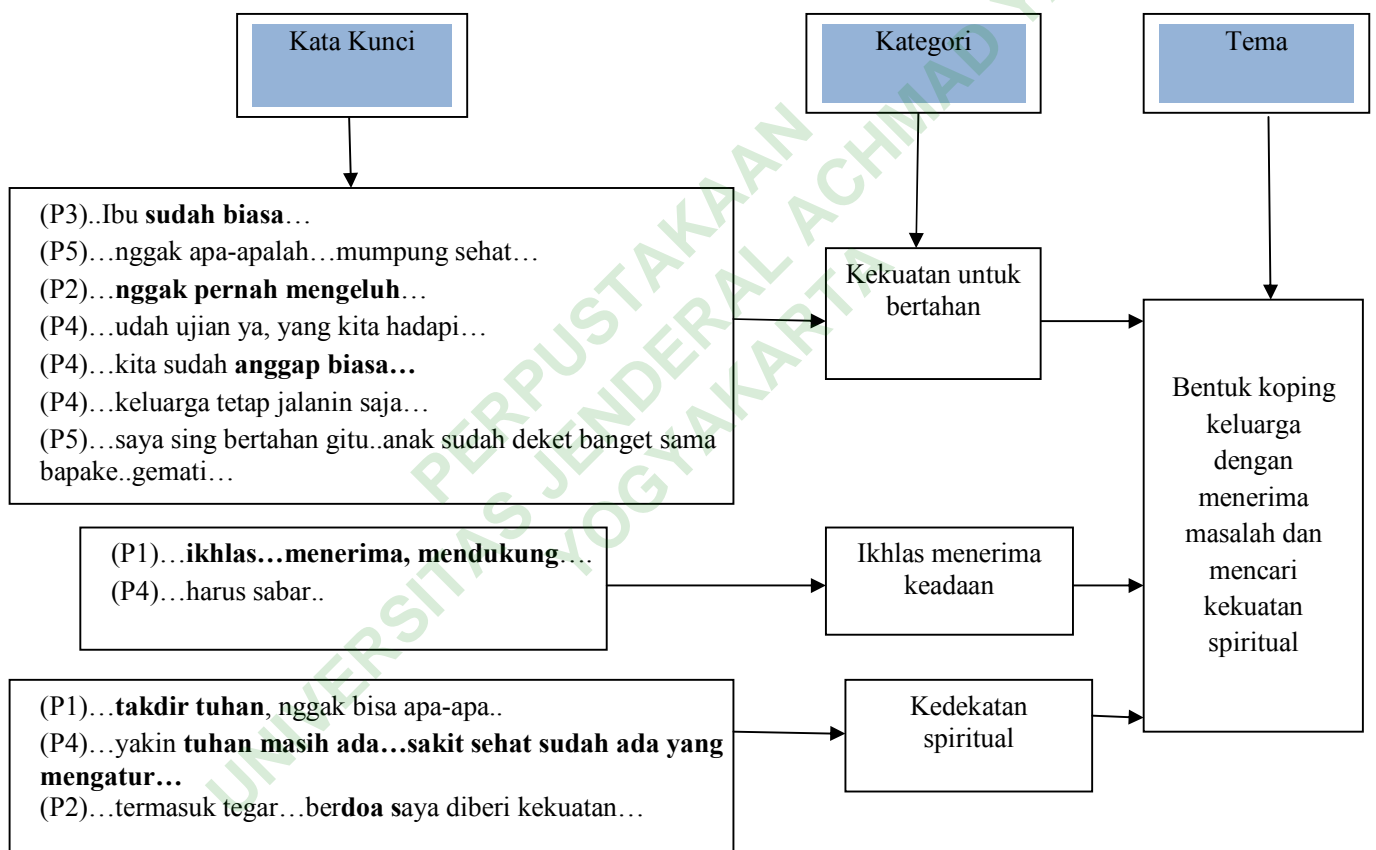 Kata Kunci
Kategori
Tema
(P3)..Ibu sudah biasa…
(P5)…nggak apa-apalah…mumpung sehat…
(P2)…nggak pernah mengeluh…
(P4)…udah ujian ya, yang kita hadapi…
(P4)…kita sudah anggap biasa…
(P4)…keluarga tetap jalanin saja…
(P5)…saya sing bertahan gitu..anak sudah deket banget sama
bapake..gemati…
Kekuatan untuk
bertahan
(P1)…ikhlas…menerima, mendukung….
(P4)…harus sabar..
Ikhlas menerima
keadaan
(P1)…takdir tuhan, nggak bisa apa-apa..
(P4)…yakin tuhan masih ada…sakit sehat sudah ada yang
mengatur…
(P2)…termasuk tegar…berdoa saya diberi kekuatan…
Kedekatan
spiritual
Bentuk koping
keluarga
dengan
menerima
masalah dan
mencari
kekuatan
spiritual
PERPUSTAKAAN
UNIVERSITAS JENDERAL ACHMAD YA
YOGYAKARTA